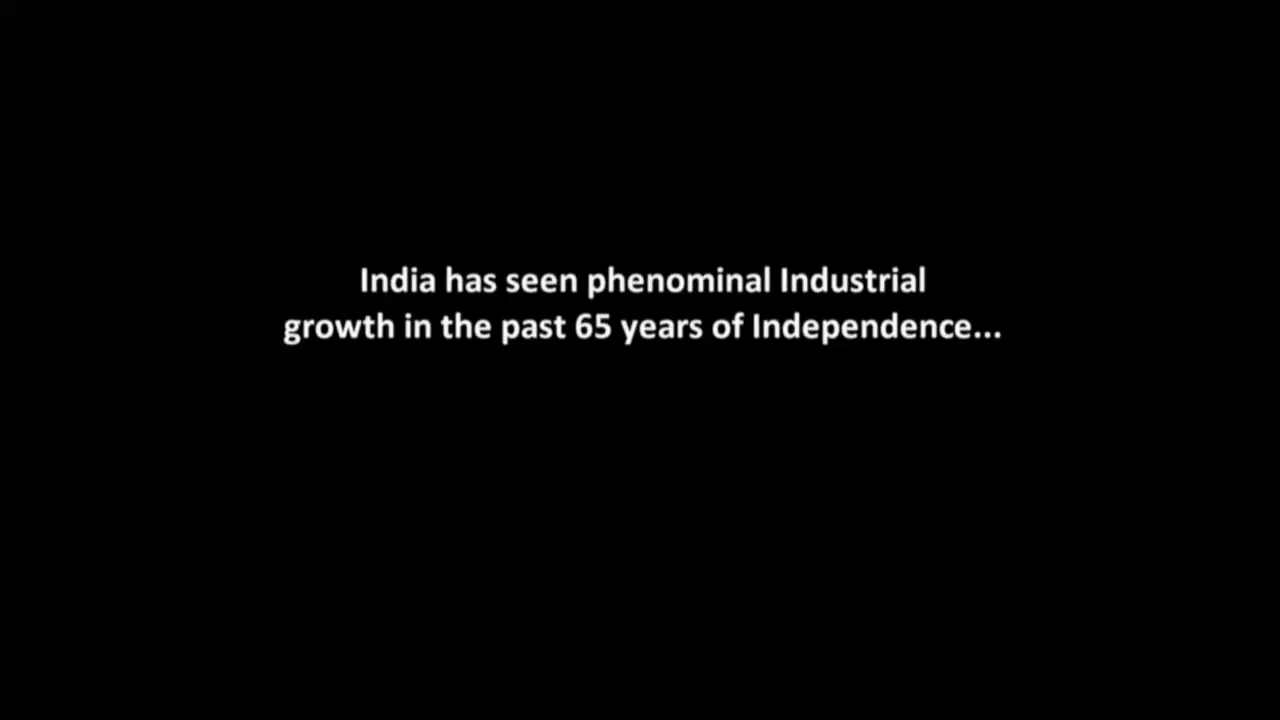 India has seen phenominal Industrial
growth in the past 65 years of Independence...